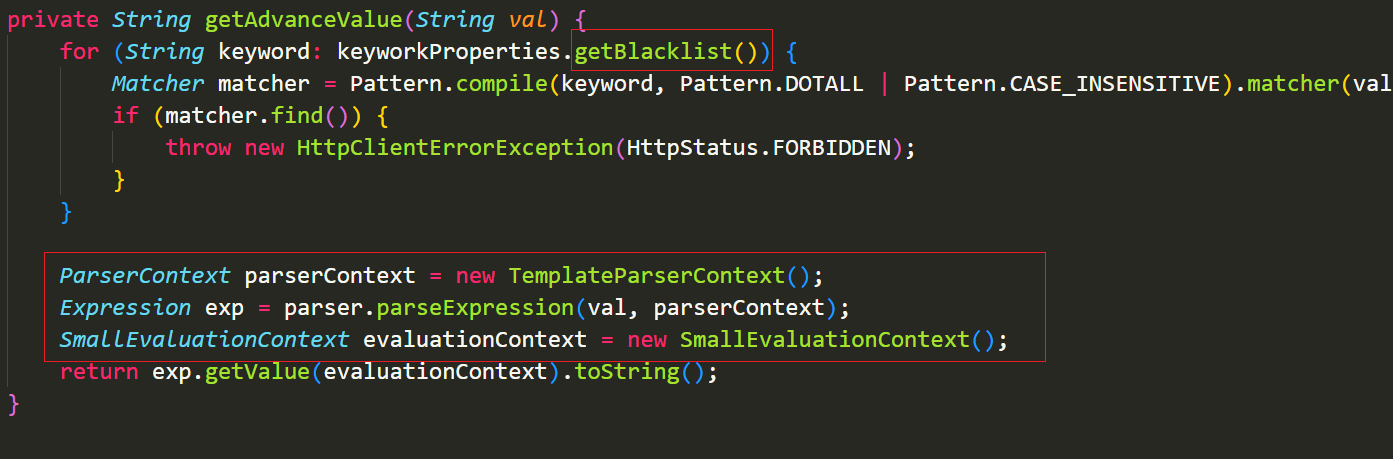 private String getAdvanceValue(String val) {
for (String keyword: keyworkProperties.getBlacklist()) {
Matcher matcher = Pattern.compile(keyword, Pattern.DOTALL | Pattern.CASE_INSENSITIVE).matcher(val
if (matcher.find()) {
throw new HttpClientErrorException(HttpStatus.FORBIDDEN);
}
}
ParserContext parserContext = new TemplateParserContext();
Expression exp = parser.parseExpression(val, parserContext);
SmallEvaluationContext evaluationContext = new SmallEvaluationContext();
return exp.getValue(evaluationContext).toString();
}